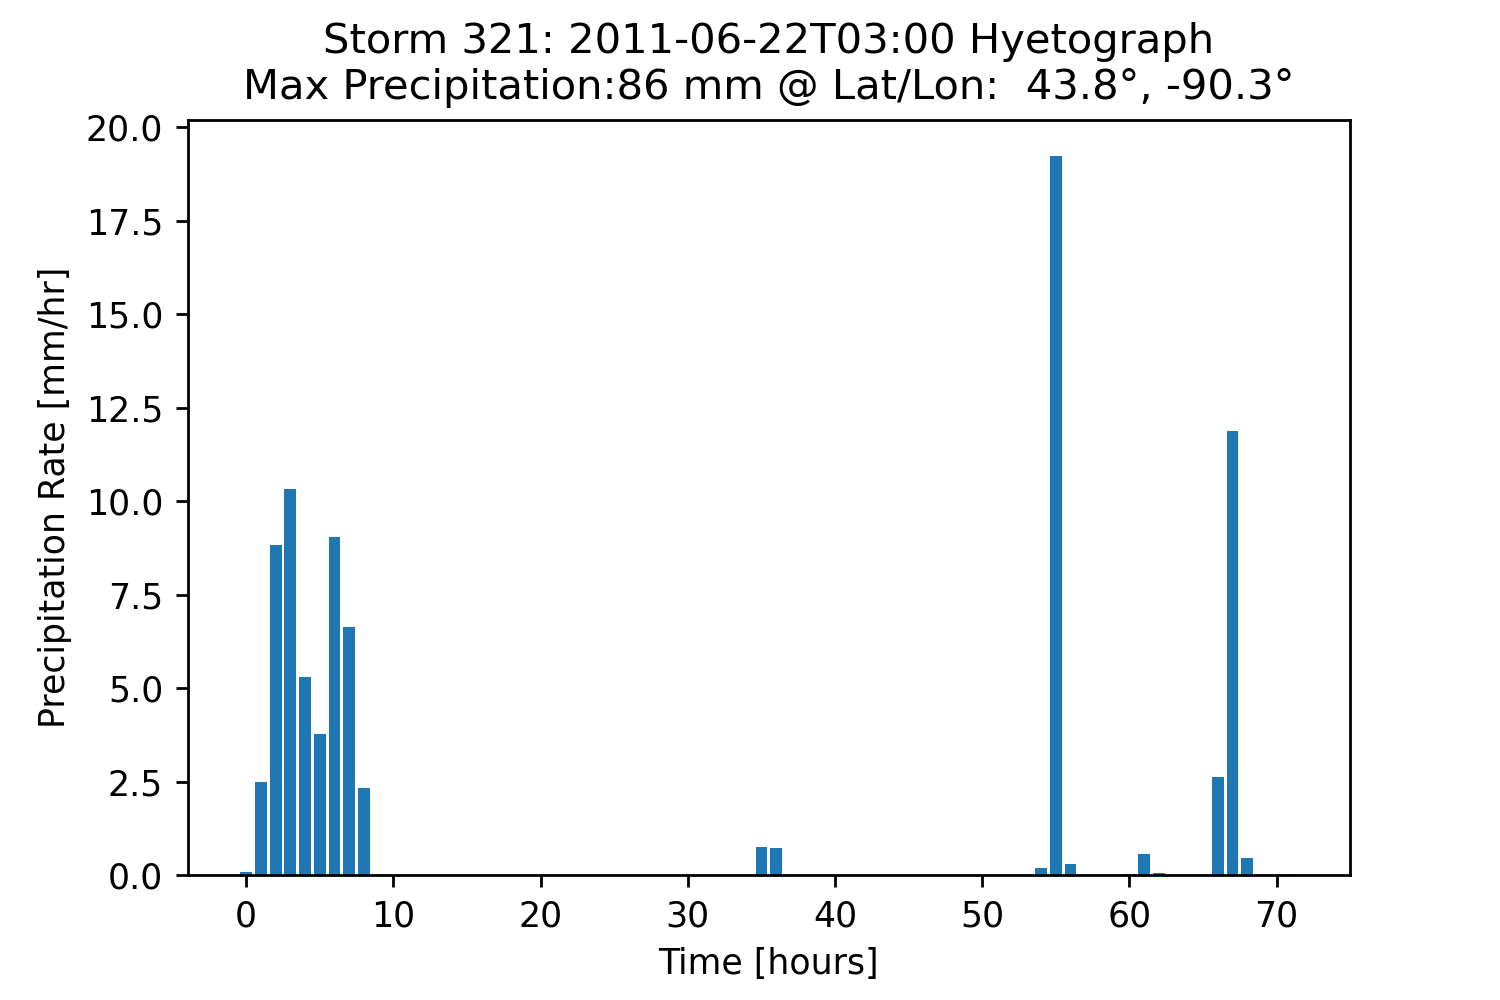 Storm 321: 2011-06-22T03:00 Hyetograph
Max Precipitation:86 mm @ Lat/Lon:  43.8°, -90.3°
20.0
17.5
15.0
12.5
10.0
7.5
5.0
2.5
0.0
Precipitation Rate [mm/hr]
0 10 20 30 40 50 60 70
Time [hours]